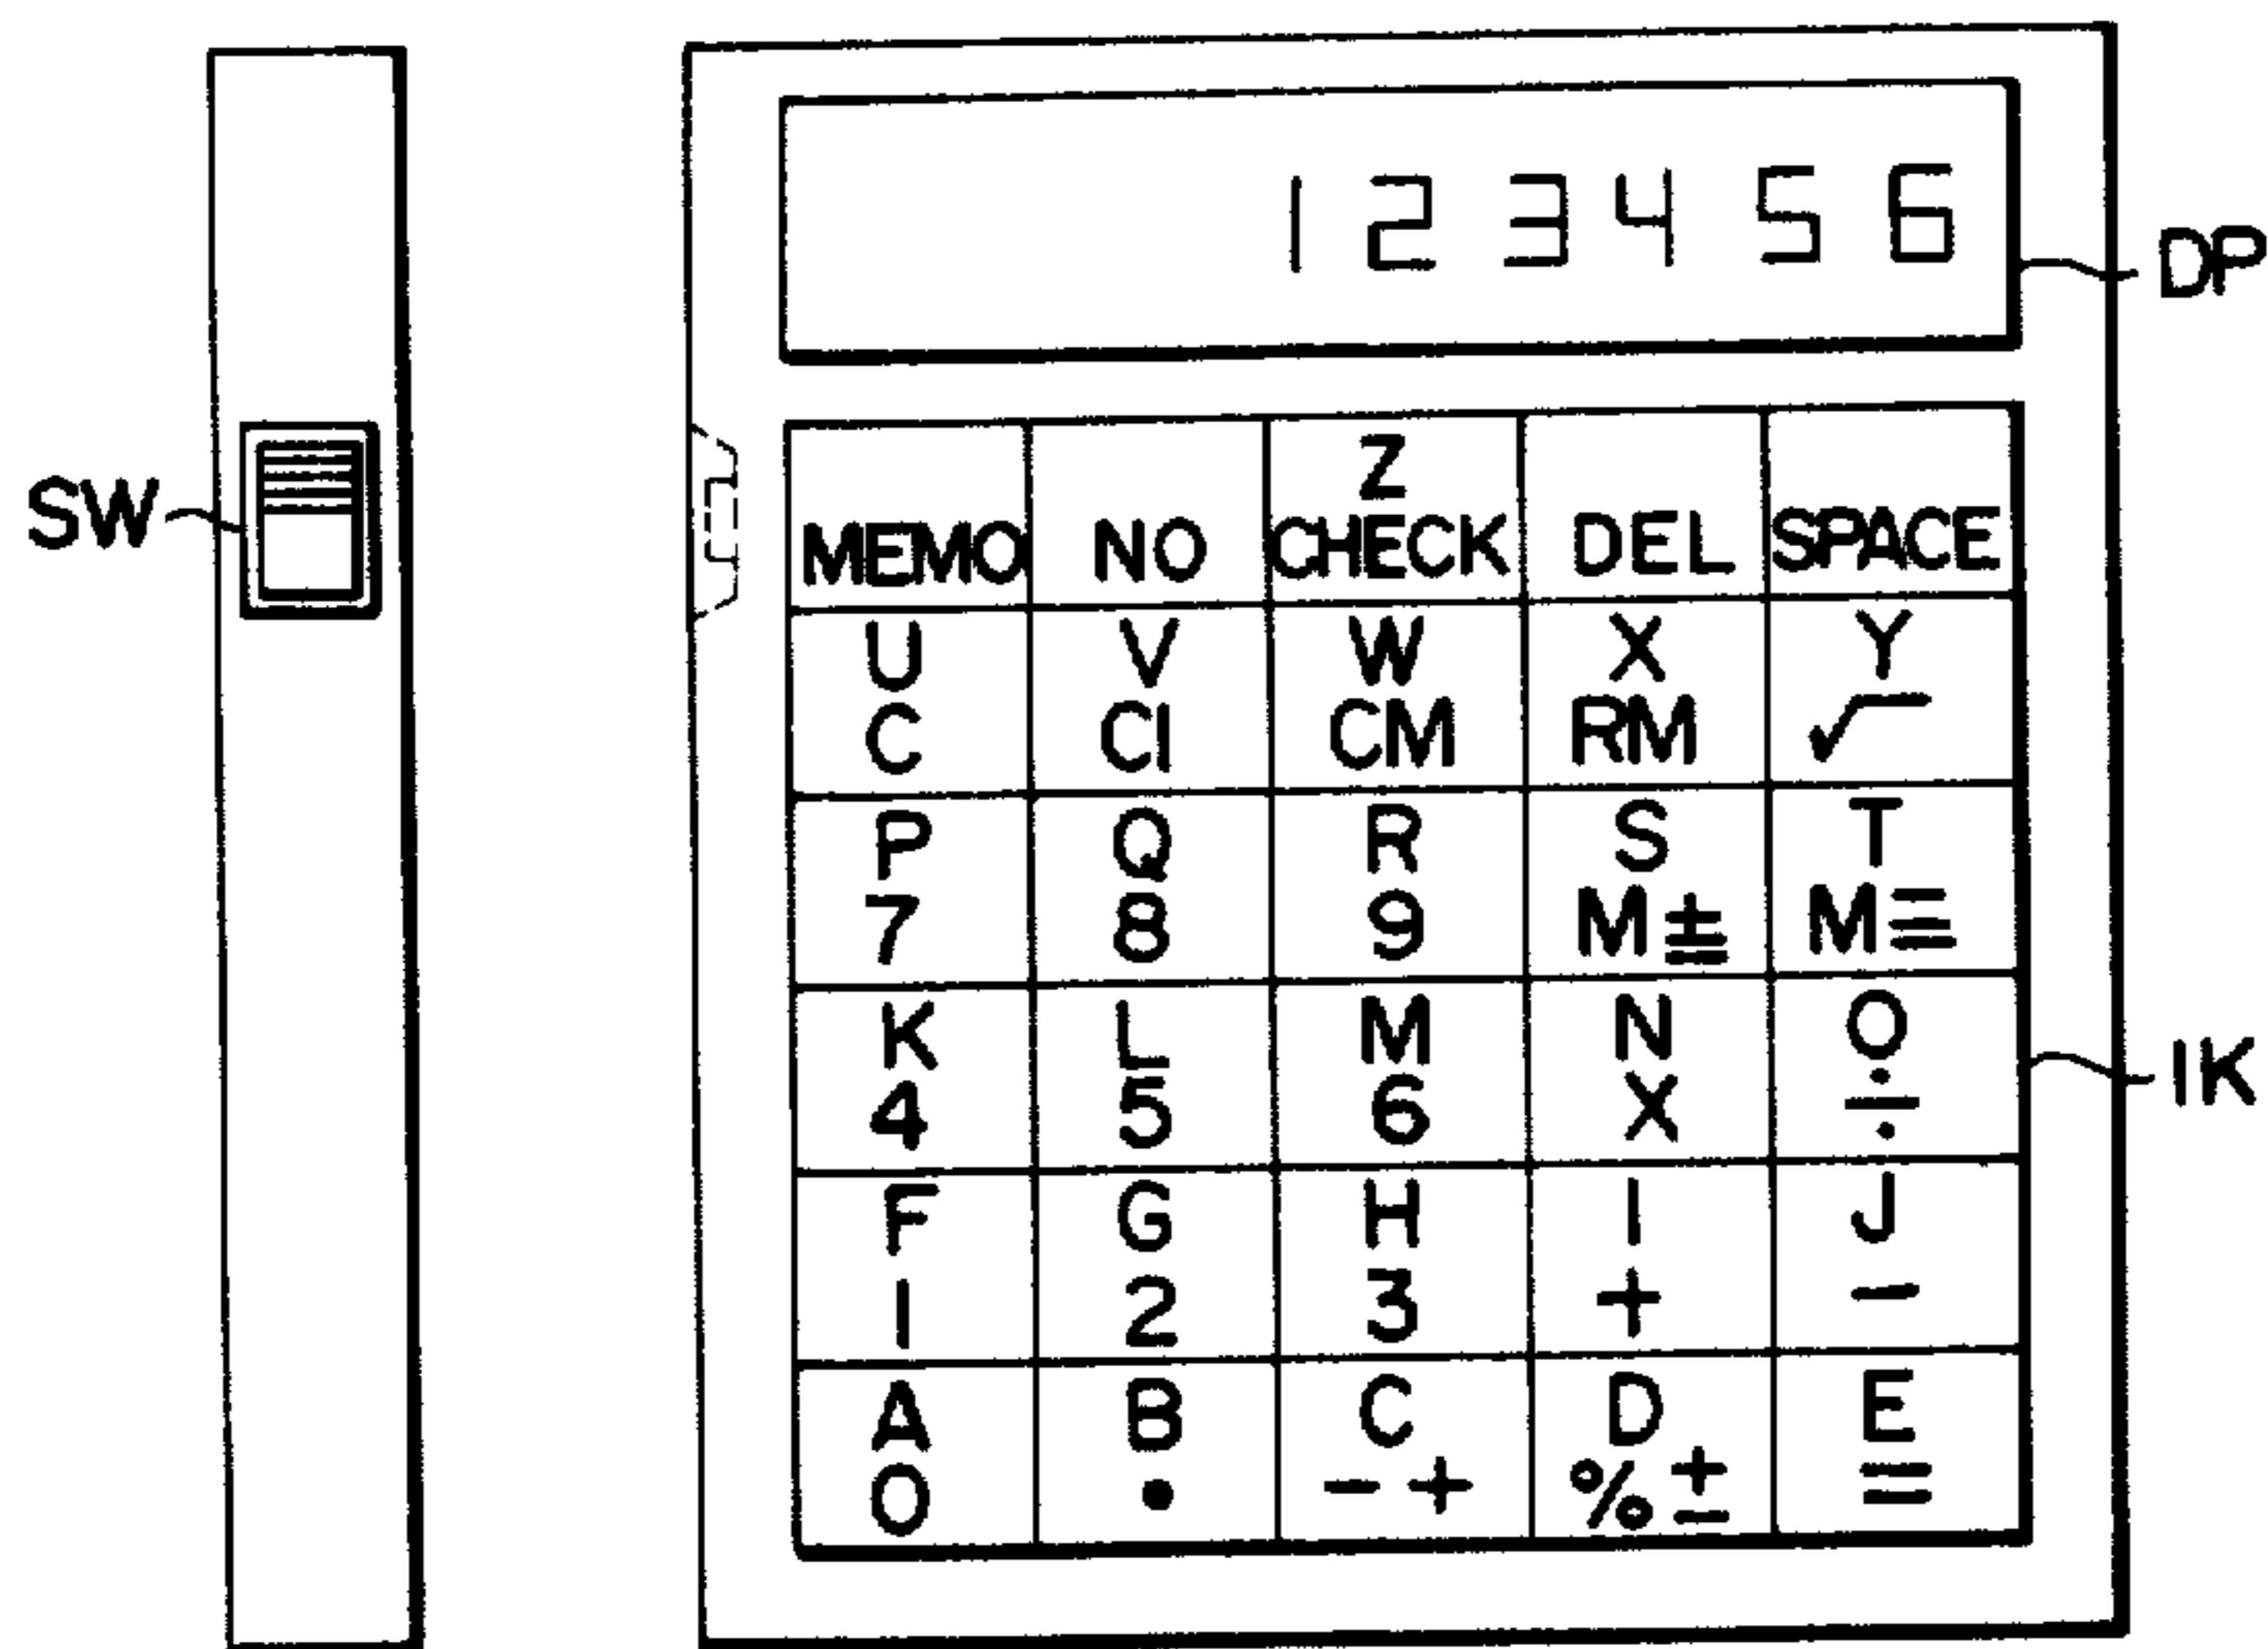 1 2 3 4 5 6
DP
SW
Z
MEMO NO CHECK DEL SPACE
U V W X Y
C CI CM RM √
P Q R S T
7 8 9 M± M=
K L M N O
4 5 6 X ÷
IK
F G H I J
1 2 3 + -
A B C D E
0 • -+ %± =